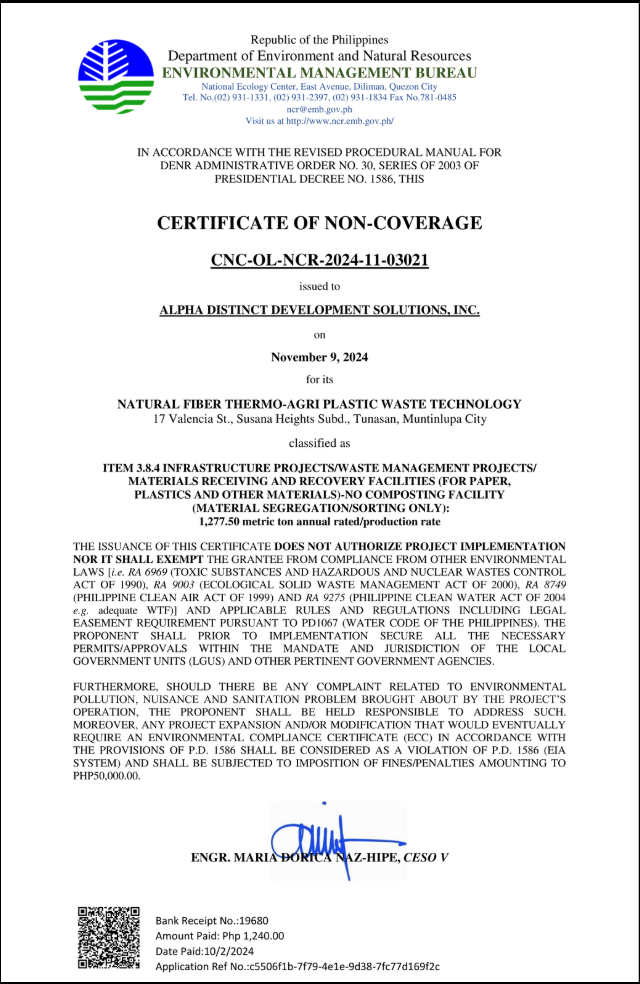 Republic of the Philippines
Department of Environment and Natural Resources
ENVIRONMENTAL MANAGEMENT BUREAU
National Ecology Center, East Avenue, Diliman, Quezon City
Tel. No.(02) 931-1331, (02) 931-2397, (02) 931-1834 Fax No.781-0485
ncr@emb.gov.ph
Visit us at http://www.ncr.emb.gov.ph/
IN ACCORDANCE WITH THE REVISED PROCEDURAL MANUAL FOR
DENR ADMINISTRATIVE ORDER NO. 30, SERIES OF 2003 OF
PRESIDENTIAL DECREE NO. 1586, THIS
CERTIFICATE OF NON-COVERAGE
CNC-OL-NCR-2024-11-03021
issued to
ALPHA DISTINCT DEVELOPMENT SOLUTIONS, INC.
on
November 9, 2024
for its
NATURAL FIBER THERMO-AGRI PLASTIC WASTE TECHNOLOGY
17 Valencia St., Susana Heights Subd., Tunasan, Muntinlupa City
classified as
ITEM 3.8.4 INFRASTRUCTURE PROJECTS/WASTE MANAGEMENT PROJECTS/
MATERIALS RECEIVING AND RECOVERY FACILITIES (FOR PAPER,
PLASTICS AND OTHER MATERIALS)-NO COMPOSTING FACILITY
(MATERIAL SEGREGATION/SORTING ONLY):
1,277.50 metric ton annual rated/production rate
THE ISSUANCE OF THIS CERTIFICATE DOES NOT AUTHORIZE PROJECT IMPLEMENTATION
NOR IT SHALL EXEMPT THE GRANTEE FROM COMPLIANCE FROM OTHER ENVIRONMENTAL
LAWS [i.e. RA 6969 (TOXIC SUBSTANCES AND HAZARDOUS AND NUCLEAR WASTES CONTROL
ACT OF 1990), RA 9003 (ECOLOGICAL SOLID WASTE MANAGEMENT ACT OF 2000), RA 8749
(PHILIPPINE CLEAN AIR ACT OF 1999) AND RA 9275 (PHILIPPINE CLEAN WATER ACT OF 2004
e.g. adequate WTF)] AND APPLICABLE RULES AND REGULATIONS INCLUDING LEGAL
EASEMENT REQUIREMENT PURSUANT TO PD1067 (WATER CODE OF THE PHILIPPINES). THE
PROPONENT SHALL PRIOR TO IMPLEMENTATION SECURE ALL THE NECESSARY
PERMITS/APPROVALS WITHIN THE MANDATE AND JURISDICTION OF THE LOCAL
GOVERNMENT UNITS (LGUS) AND OTHER PERTINENT GOVERNMENT AGENCIES.
FURTHERMORE, SHOULD THERE BE ANY COMPLAINT RELATED TO ENVIRONMENTAL
POLLUTION, NUISANCE AND SANITATION PROBLEM BROUGHT ABOUT BY THE PROJECT'S
OPERATION, THE PROPONENT SHALL BE HELD RESPONSIBLE TO ADDRESS SUCH.
MOREOVER, ANY PROJECT EXPANSION AND/OR MODIFICATION THAT WOULD EVENTUALLY
REQUIRE AN ENVIRONMENTAL COMPLIANCE CERTIFICATE (ECC) IN ACCORDANCE WITH
THE PROVISIONS OF P.D. 1586 SHALL BE CONSIDERED AS A VIOLATION OF P.D. 1586 (EIA
SYSTEM) AND SHALL BE SUBJECTED TO IMPOSITION OF FINES/PENALTIES AMOUNTING TO
PHP50,000.00.
ENGR. MARIA DORICA NAZ-HIPE, CESO V
Bank Receipt No.:19680
Amount Paid: Php 1,240.00
Date Paid:10/2/2024
Application Ref No.:c5506f1b-7f79-4e1e-9d38-7fc77d169f2c